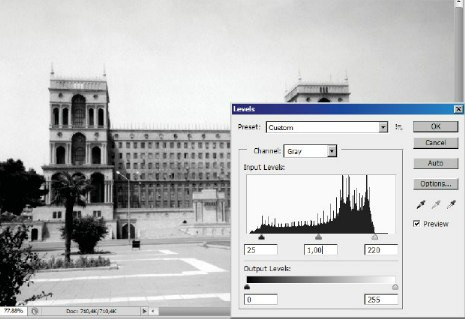 Levels
Preset: Custom
OK
Channel: Gray
Cancel
Input Levels:
Auto
Options...
Preview
25 1,00 220
Output Levels:
0 255
77.88% Doc: 710,4K/710,4K